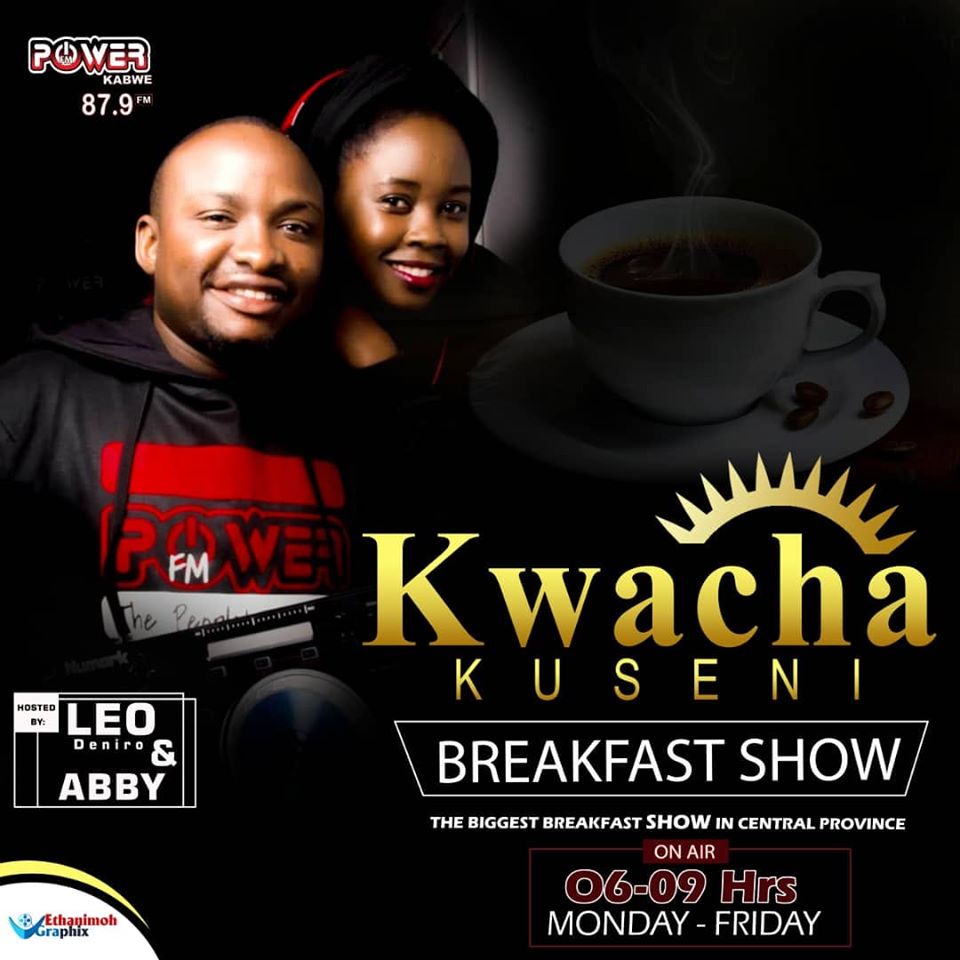 POWER
FM
KABWE
87.9 FM
POWER
FM
The People
Numark
Kwacha
KUSENI
HOSTED BY:
LEO
Deniro
&
ABBY
BREAKFAST SHOW
THE BIGGEST BREAKFAST SHOW IN CENTRAL PROVINCE
ON AIR
06-09 Hrs
MONDAY - FRIDAY
Ethanimoh
Graphix